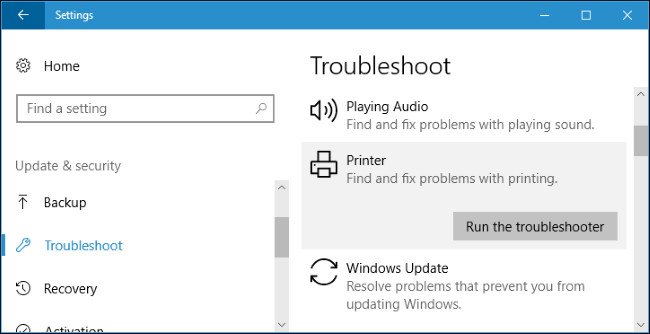 Settings
Home
Find a setting
Update & security
Backup
Troubleshoot
Recovery
Activation
Troubleshoot
Playing Audio
Find and fix problems with playing sound.
Printer
Find and fix problems with printing.
Run the troubleshooter
Windows Update
Resolve problems that prevent you from
updating Windows.